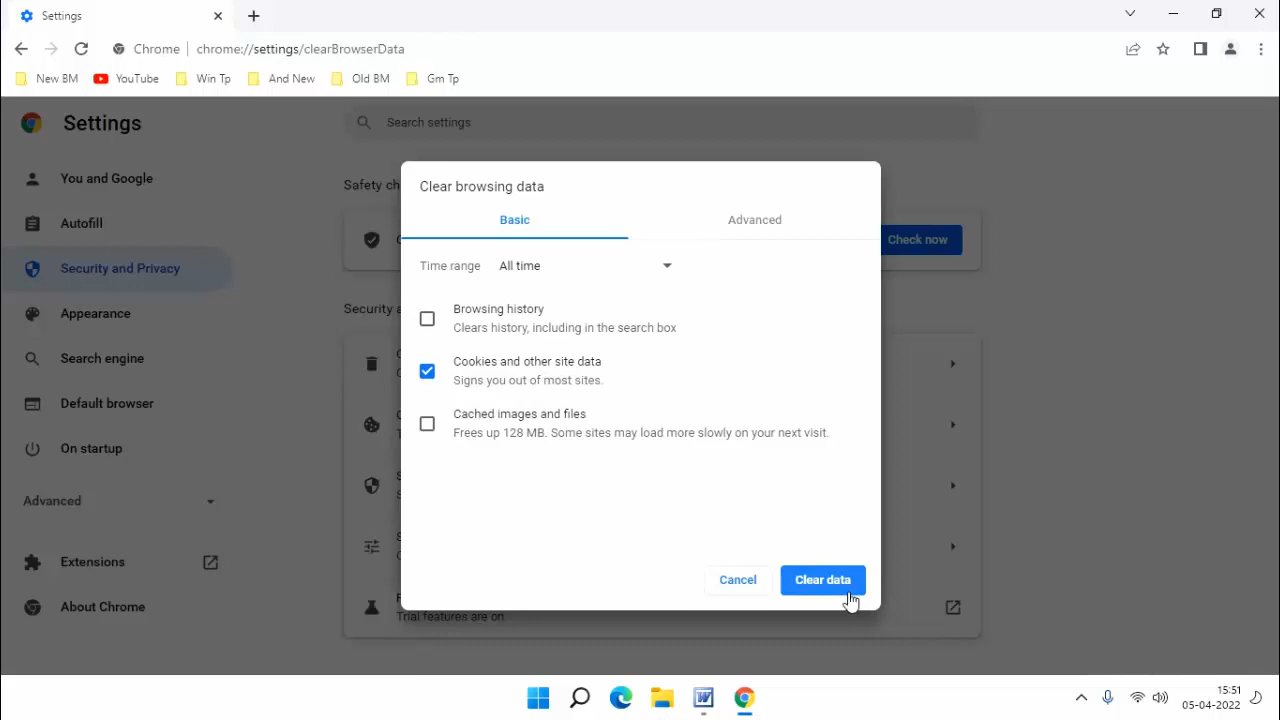 Settings
Chrome
chrome://settings/clearBrowserData
New BM
YouTube
Win Tp
And New
Old BM
Gm Tp
Settings
Search settings
You and Google
Autofill
Security and Privacy
Appearance
Search engine
Default browser
On startup
Advanced
Extensions
About Chrome
Safety ch
Check now
Security a
Clear browsing data
Basic
Advanced
Time range
All time
Browsing history
Clears history, including in the search box
Cookies and other site data
Signs you out of most sites.
Cached images and files
Frees up 128 MB. Some sites may load more slowly on your next visit.
Cancel
Clear data
Trial features are on
15:51
05-04-2022